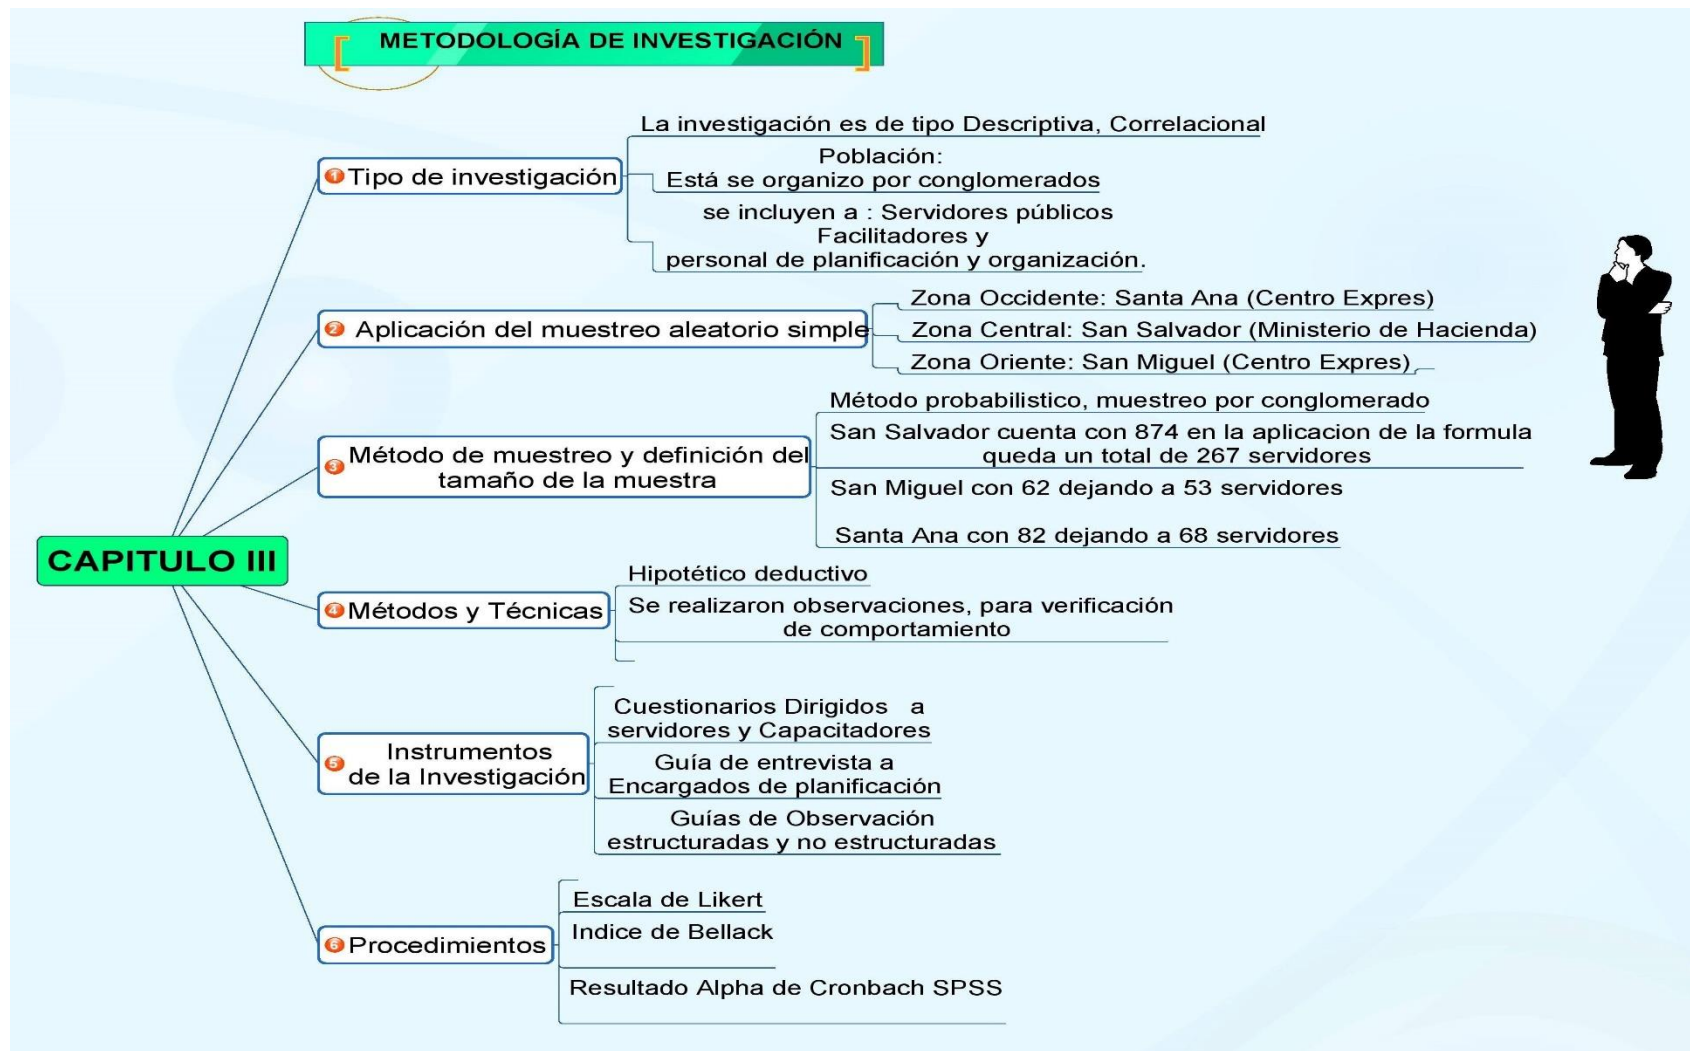 METODOLOGÍA DE INVESTIGACIÓN
CAPITULO III
1 Tipo de investigación
La investigación es de tipo Descriptiva, Correlacional
Población:
Está se organizo por conglomerados
se incluyen a : Servidores públicos
Facilitadores y
personal de planificación y organización.
2 Aplicación del muestreo aleatorio simple
Zona Occidente: Santa Ana (Centro Expres)
Zona Central: San Salvador (Ministerio de Hacienda)
Zona Oriente: San Miguel (Centro Expres)
3 Método de muestreo y definición del
tamaño de la muestra
Método probabilistico, muestreo por conglomerado
San Salvador cuenta con 874 en la aplicacion de la formula
queda un total de 267 servidores
San Miguel con 62 dejando a 53 servidores
Santa Ana con 82 dejando a 68 servidores
4 Métodos y Técnicas
Hipotético deductivo
Se realizaron observaciones, para verificación
de comportamiento
5 Instrumentos
de la Investigación
Cuestionarios Dirigidos a
servidores y Capacitadores
Guía de entrevista a
Encargados de planificación
Guías de Observación
estructuradas y no estructuradas
6 Procedimientos
Escala de Likert
Indice de Bellack
Resultado Alpha de Cronbach SPSS